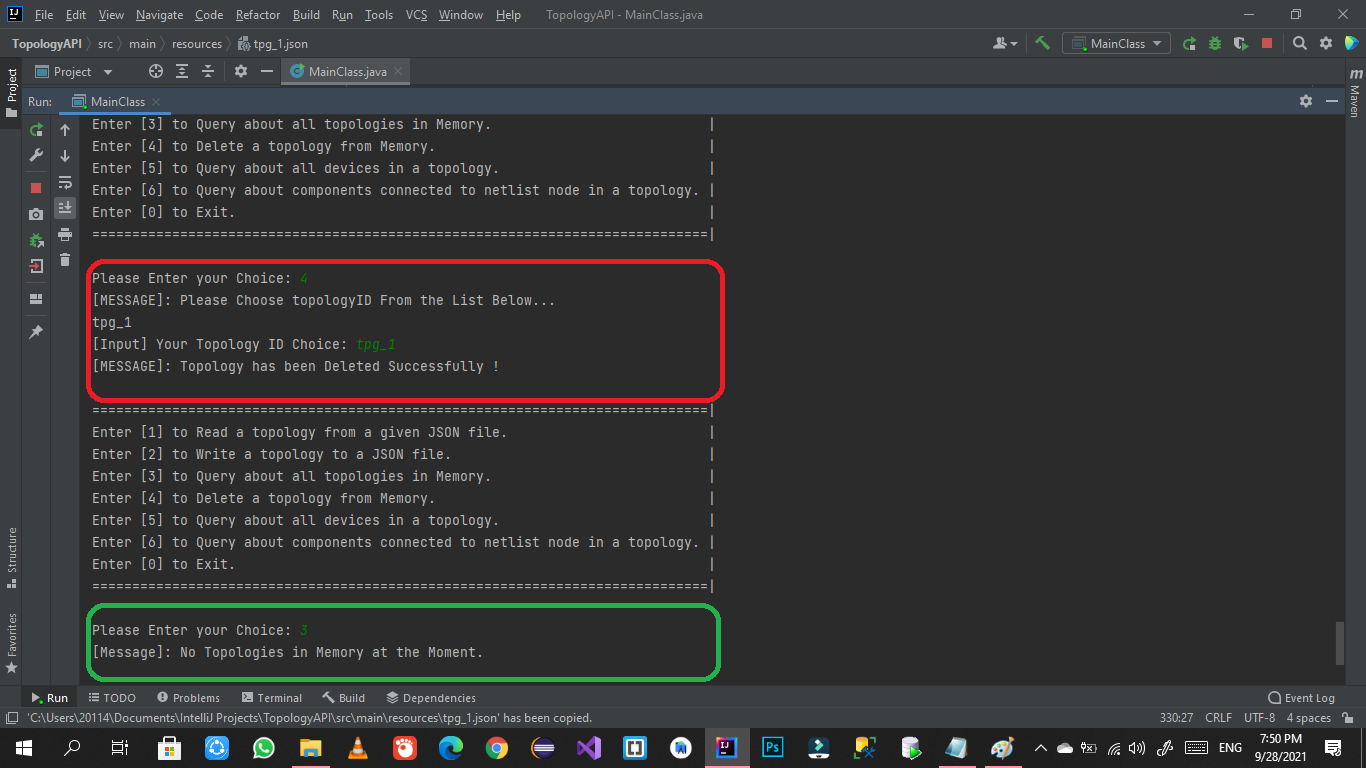 File Edit View Navigate Code Refactor Build Run Tools VCS Window Help TopologyAPI - MainClass.java
TopologyAPI src main resources tpg_1.json MainClass
Project Project MainClass.java
Run: MainClass
Maven
Enter [3] to Query about all topologies in Memory. |
Enter [4] to Delete a topology from Memory. |
Enter [5] to Query about all devices in a topology. |
Enter [6] to Query about components connected to netlist node in a topology. |
Enter [0] to Exit. |
=============================================================================|
Please Enter your Choice: 4
[MESSAGE]: Please Choose topologyID From the List Below...
tpg_1
[Input] Your Topology ID Choice: tpg_1
[MESSAGE]: Topology has been Deleted Successfully !
=============================================================================|
Enter [1] to Read a topology from a given JSON file. |
Enter [2] to Write a topology to a JSON file. |
Enter [3] to Query about all topologies in Memory. |
Enter [4] to Delete a topology from Memory. |
Enter [5] to Query about all devices in a topology. |
Enter [6] to Query about components connected to netlist node in a topology. |
Enter [0] to Exit. |
=============================================================================|
Please Enter your Choice: 3
[Message]: No Topologies in Memory at the Moment.
Structure
Favorites
Run TODO Problems Terminal Build Dependencies Event Log
'C:\Users\20114\Documents\IntelliJ Projects\TopologyAPI\src\main\resources\tpg_1.json' has been copied. 330:27 CRLF UTF-8 4 spaces
ENG 7:50 PM
9/28/2021